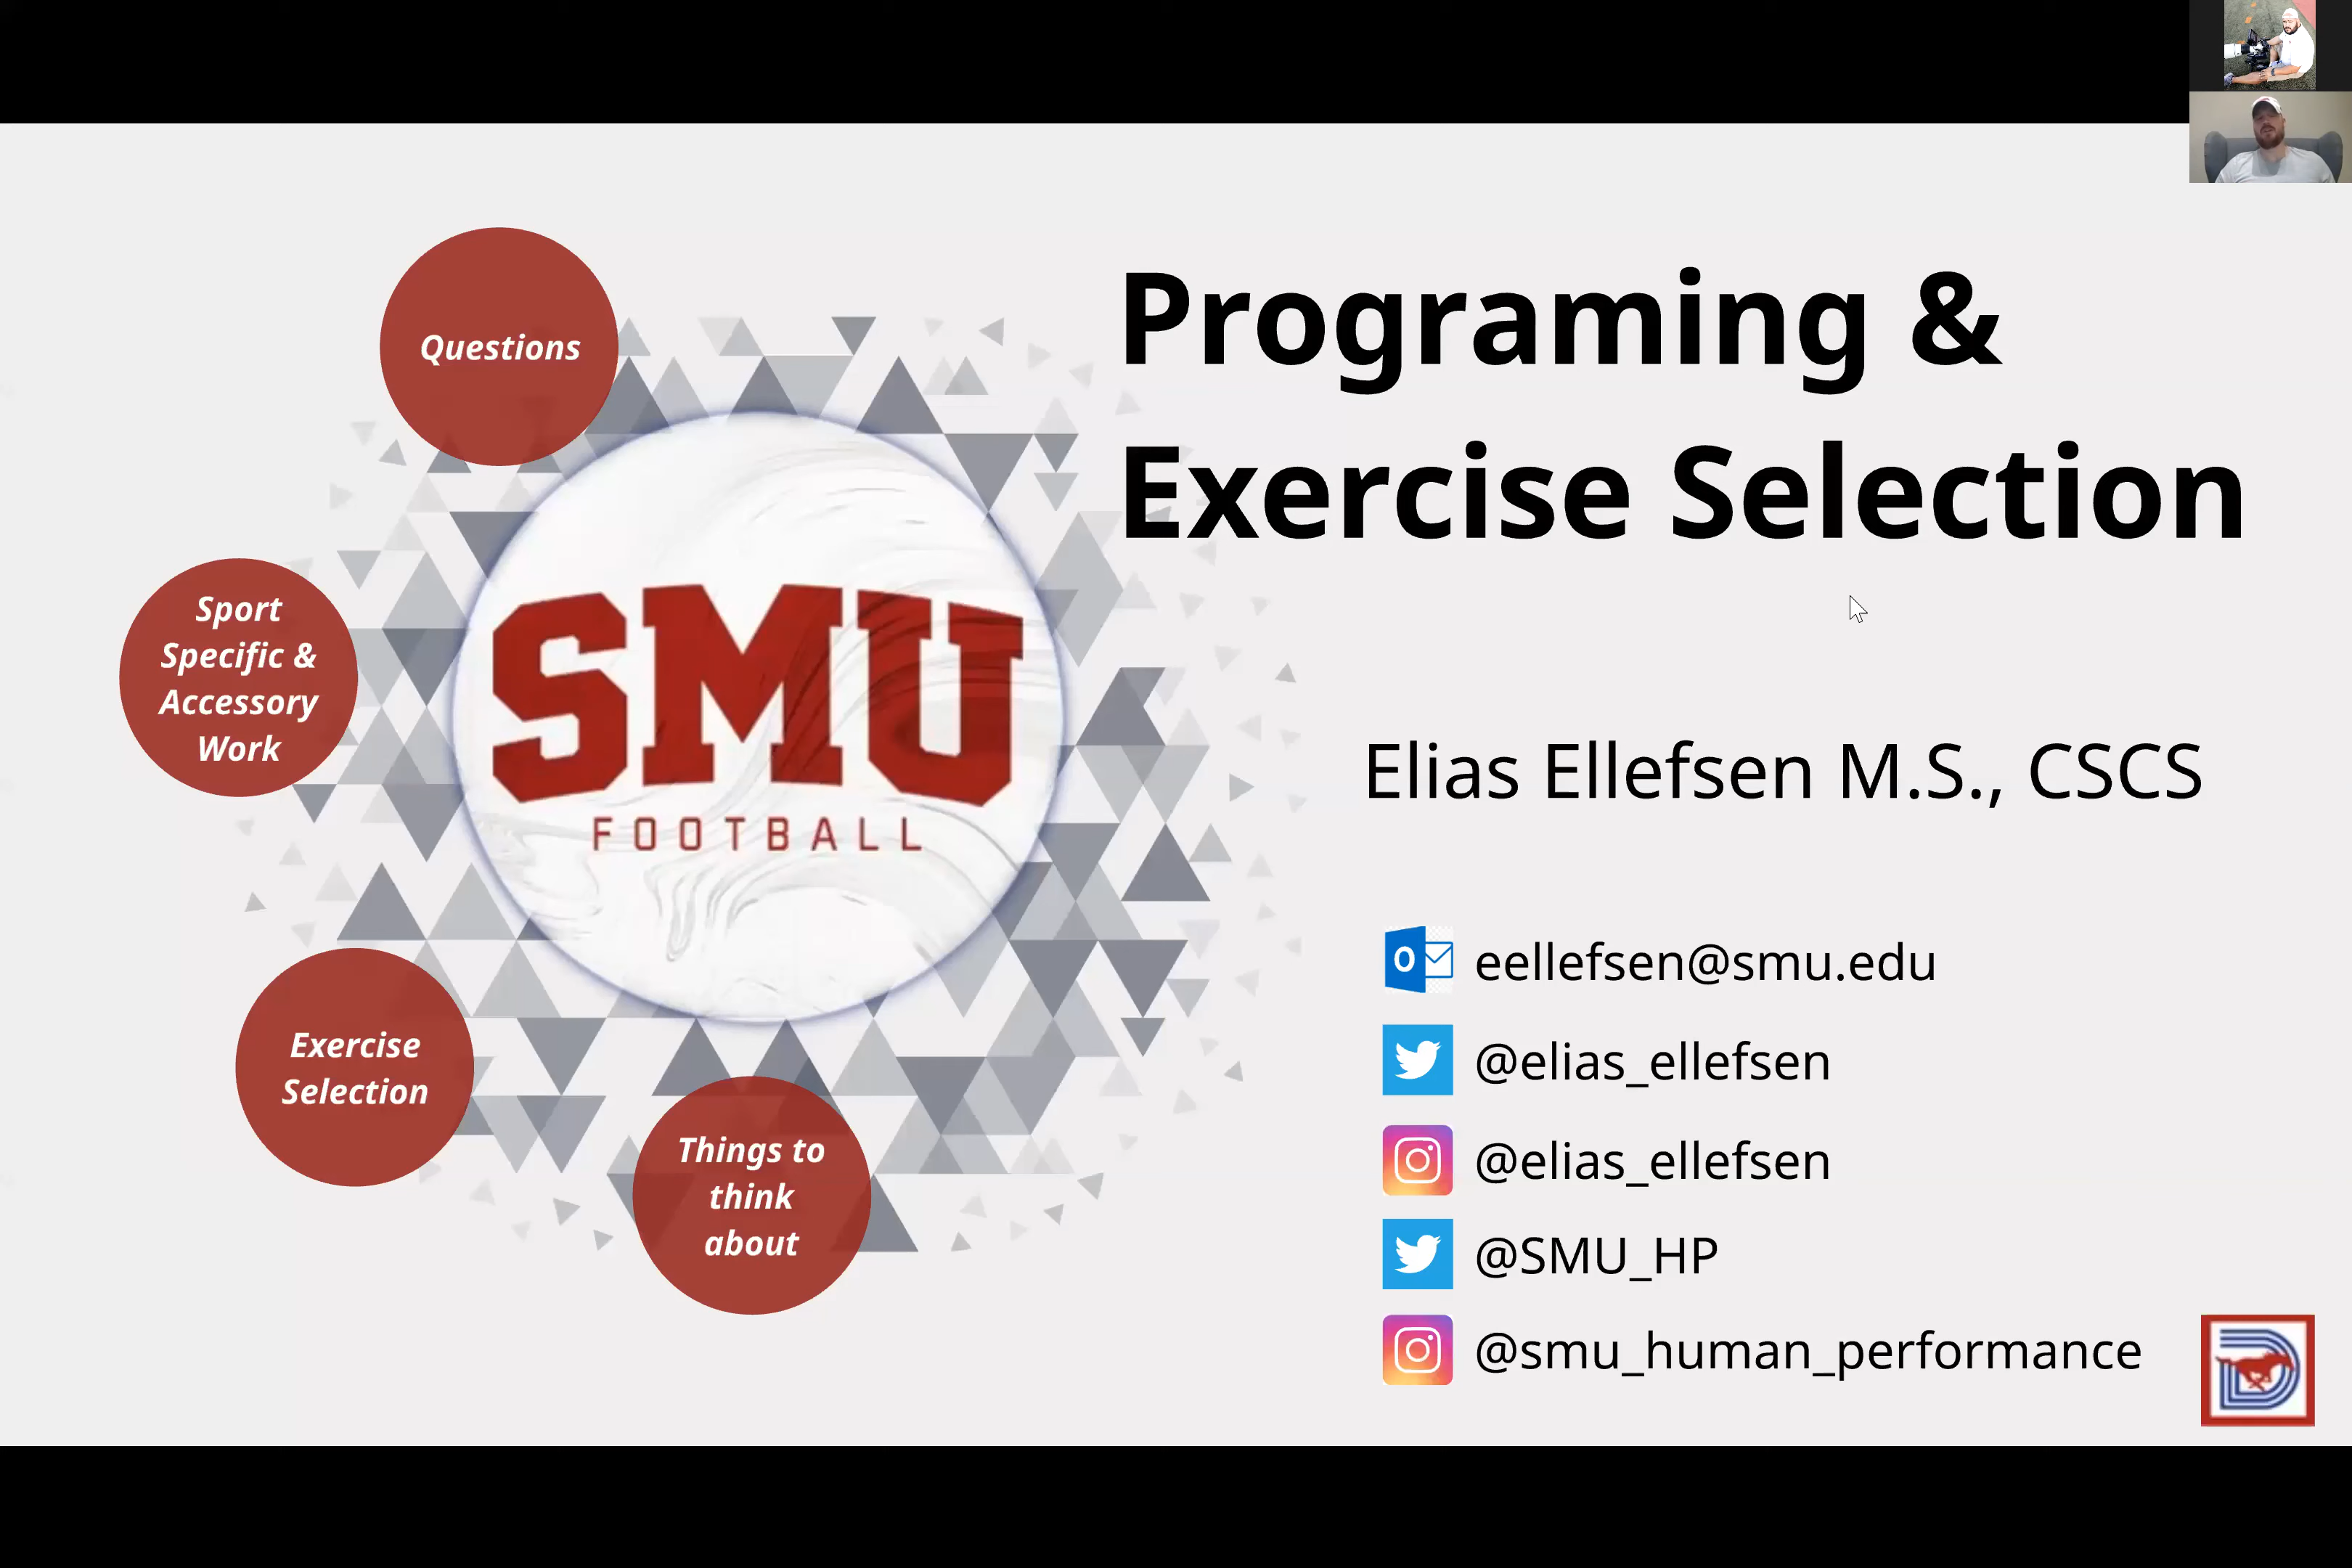 Programing &
Exercise Selection
Questions
Sport
Specific &
Accessory
Work
Exercise
Selection
Things to
think
about
SMU
FOOTBALL
Elias Ellefsen M.S., CSCS
eellefsen@smu.edu
@elias_ellefsen
@elias_ellefsen
@SMU_HP
@smu_human_performance